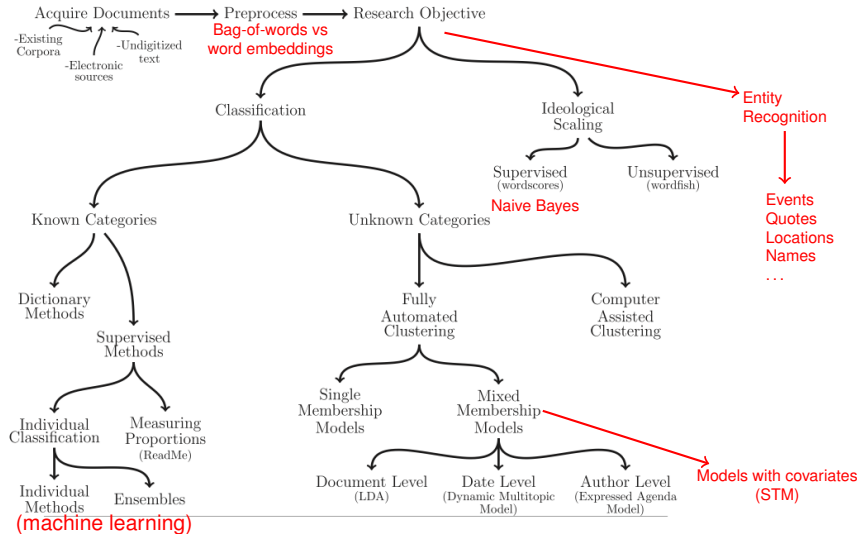 Acquire Documents
Preprocess
Research Objective
-Existing
Corpora
-Electronic
sources
-Undigitized
text
Bag-of-words vs
word embeddings
Classification
Ideological
Scaling
Entity
Recognition
Supervised
(wordscores)
Naive Bayes
Unsupervised
(wordfish)
Events
Quotes
Locations
Names
...
Known Categories
Unknown Categories
Dictionary
Methods
Supervised
Methods
Fully
Automated
Clustering
Computer
Assisted
Clustering
Individual
Classification
Measuring
Proportions
(ReadMe)
Single
Membership
Models
Mixed
Membership
Models
Individual
Methods
(machine learning)
Ensembles
Document Level
(LDA)
Date Level
(Dynamic Multitopic
Model)
Author Level
(Expressed Agenda
Model)
Models with covariates
(STM)